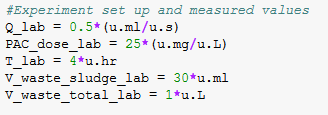 #Experiment set up and measured values
Q_lab = 0.5*(u.ml/u.s)
PAC_dose_lab = 25*(u.mg/u.L)
T_lab = 4*u.hr
V_waste_sludge_lab = 30*u.ml
V_waste_total_lab = 1*u.L